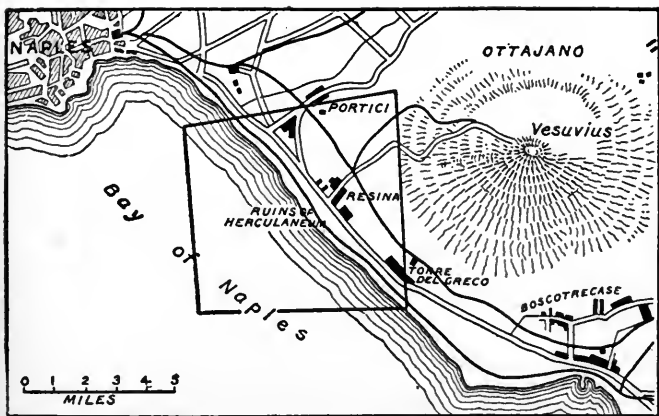 NAPLES
OTTAJANO
PORTICI
Vesuvius
Bay of Naples
RESINA
RUINS OF
HERCULANEUM
TORRE
DEL GRECO
BOSCOTRECASE
0 1 2 3 4 5
MILES